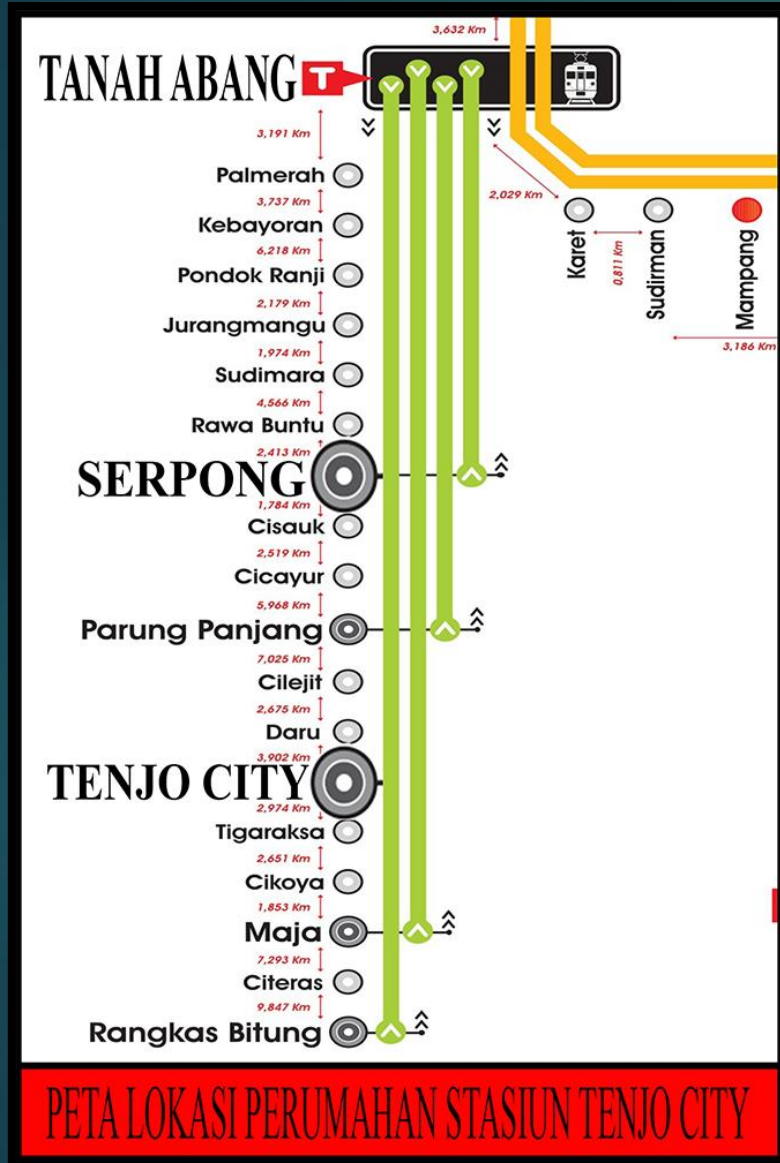 3,632 Km
TANAH ABANG T
3,191 Km
Palmerah
3,737 Km
Kebayoran
6,218 Km
Pondok Ranji
2,179 Km
Jurangmangu
1,974 Km
Sudimara
4,566 Km
Rawa Buntu
2,413 Km
SERPONG
1,784 Km
Cisauk
2,519 Km
Cicayur
5,968 Km
Parung Panjang
7,025 Km
Cilejit
2,675 Km
Daru
3,902 Km
TENJO CITY
2,974 Km
Tigaraksa
2,651 Km
Cikoya
1,853 Km
Maja
7,293 Km
Citeras
9,847 Km
Rangkas Bitung
2,029 Km
Karet
0,811 Km
Sudirman
Mampang
3,186 Km
PETA LOKASI PERUMAHAN STASIUN TENJO CITY